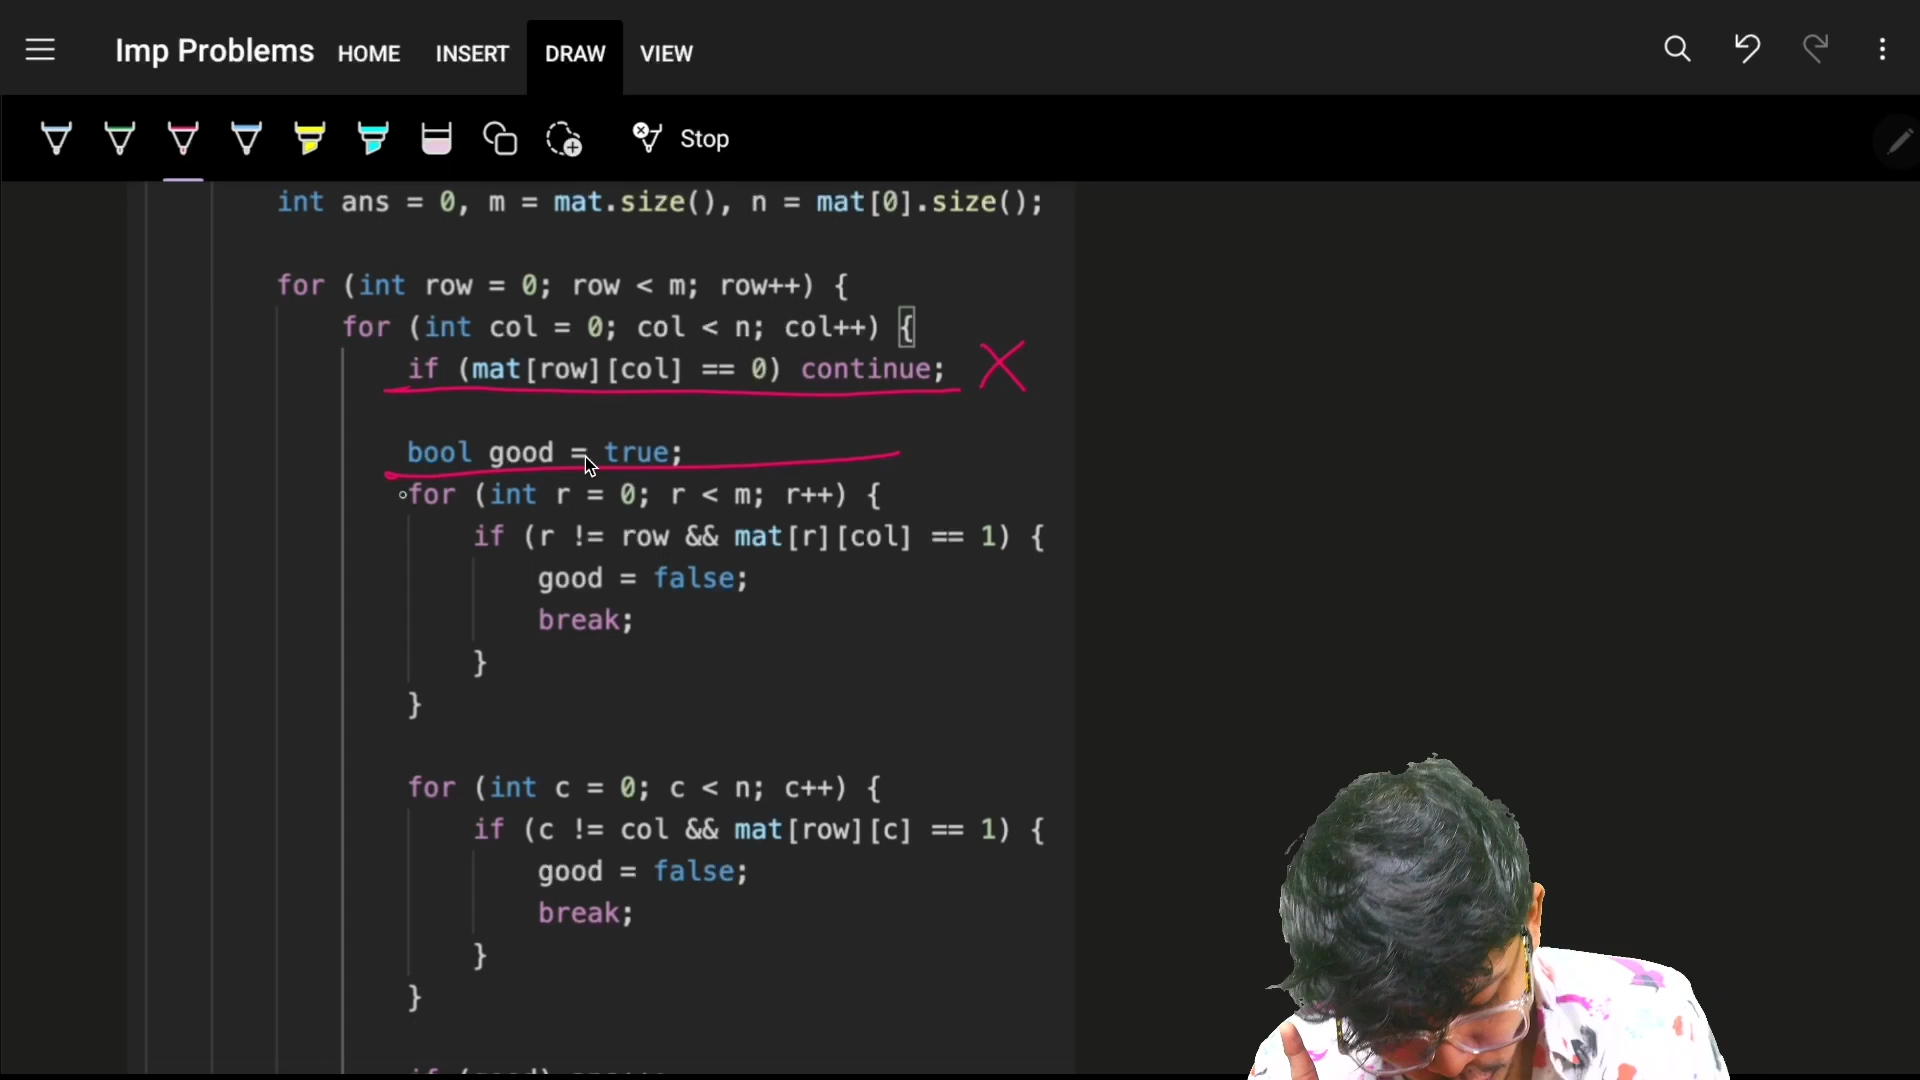 Imp Problems HOME INSERT DRAW VIEW
Stop
int ans = 0, m = mat.size(), n = mat[0].size();
for (int row = 0; row < m; row++) {
for (int col = 0; col < n; col++) {
if (mat[row][col] == 0) continue;
bool good = true;
for (int r = 0; r < m; r++) {
if (r != row && mat[r][col] == 1) {
good = false;
break;
}
}
for (int c = 0; c < n; c++) {
if (c != col && mat[row][c] == 1) {
good = false;
break;
}
}